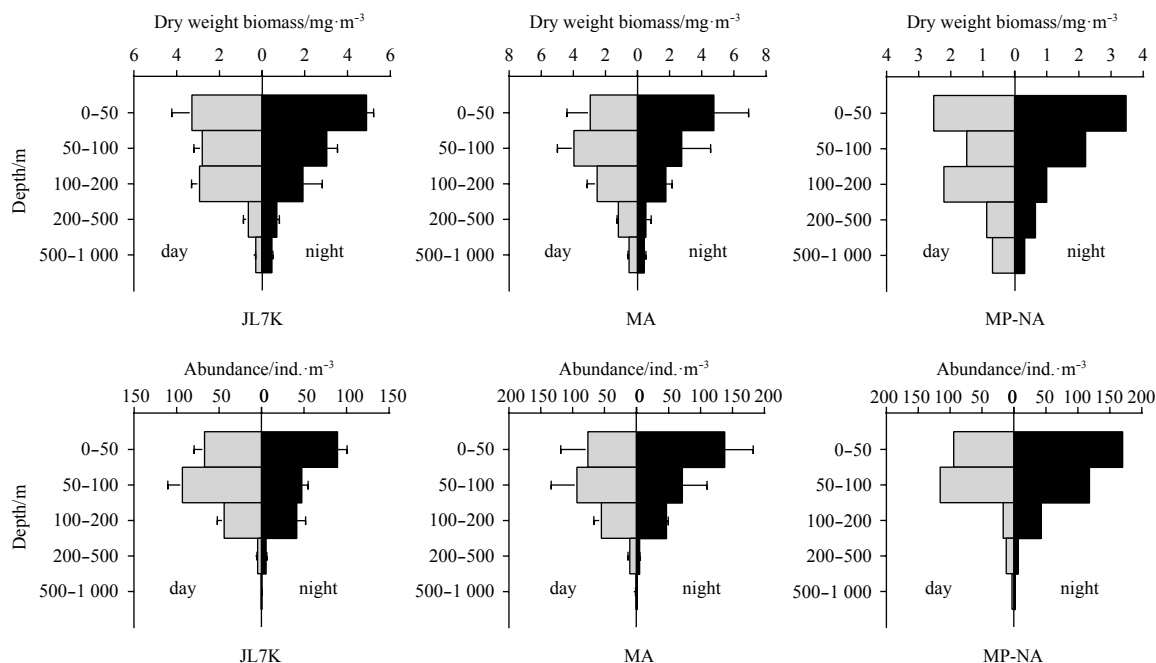 Dry weight biomass/mg·m⁻³ Dry weight biomass/mg·m⁻³ Dry weight biomass/mg·m⁻³
6 4 2 0 2 4 6 8 6 4 2 0 2 4 6 8 4 3 2 1 0 1 2 3 4
0–50 0–50 0–50
50–100 50–100 50–100
Depth/m 100–200 100–200 100–200
200–500 200–500 200–500
500–1 000 day night 500–1 000 day night 500–1 000 day night
JL7K MA MP-NA
Abundance/ind.·m⁻³ Abundance/ind.·m⁻³ Abundance/ind.·m⁻³
150 100 50 0 50 100 150 200 150 100 50 0 50 100 150 200 200 150 100 50 0 50 100 150 200
0–50 0–50 0–50
50–100 50–100 50–100
Depth/m 100–200 100–200 100–200
200–500 200–500 200–500
500–1 000 day night 500–1 000 day night 500–1 000 day night
JL7K MA MP-NA